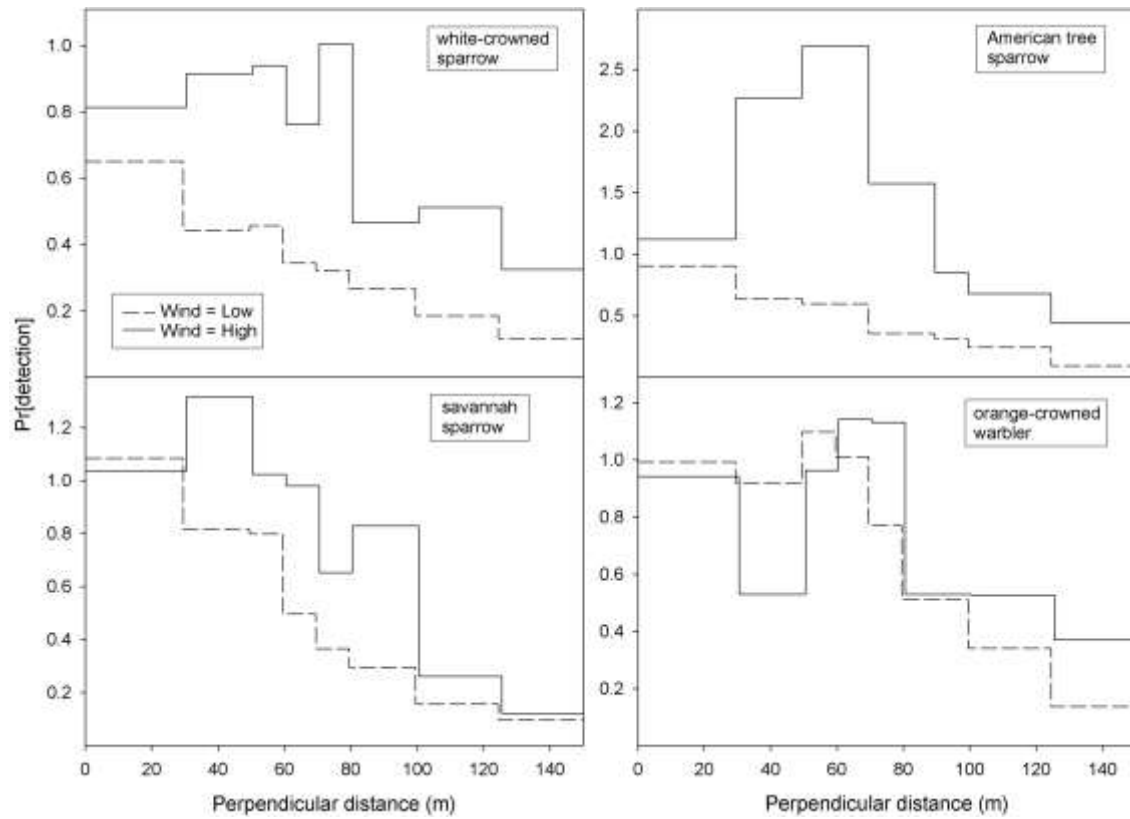 1.0
0.8
0.6
0.4
0.2
white-crowned
sparrow
Wind = Low
Wind = High
2.5
2.0
1.5
1.0
0.5
American tree
sparrow
Pr[detection]
1.2
1.0
0.8
0.6
0.4
0.2
savannah
sparrow
0 20 40 60 80 100 120 140
Perpendicular distance (m)
1.2
1.0
0.8
0.6
0.4
0.2
orange-crowned
warbler
0 20 40 60 80 100 120 140
Perpendicular distance (m)